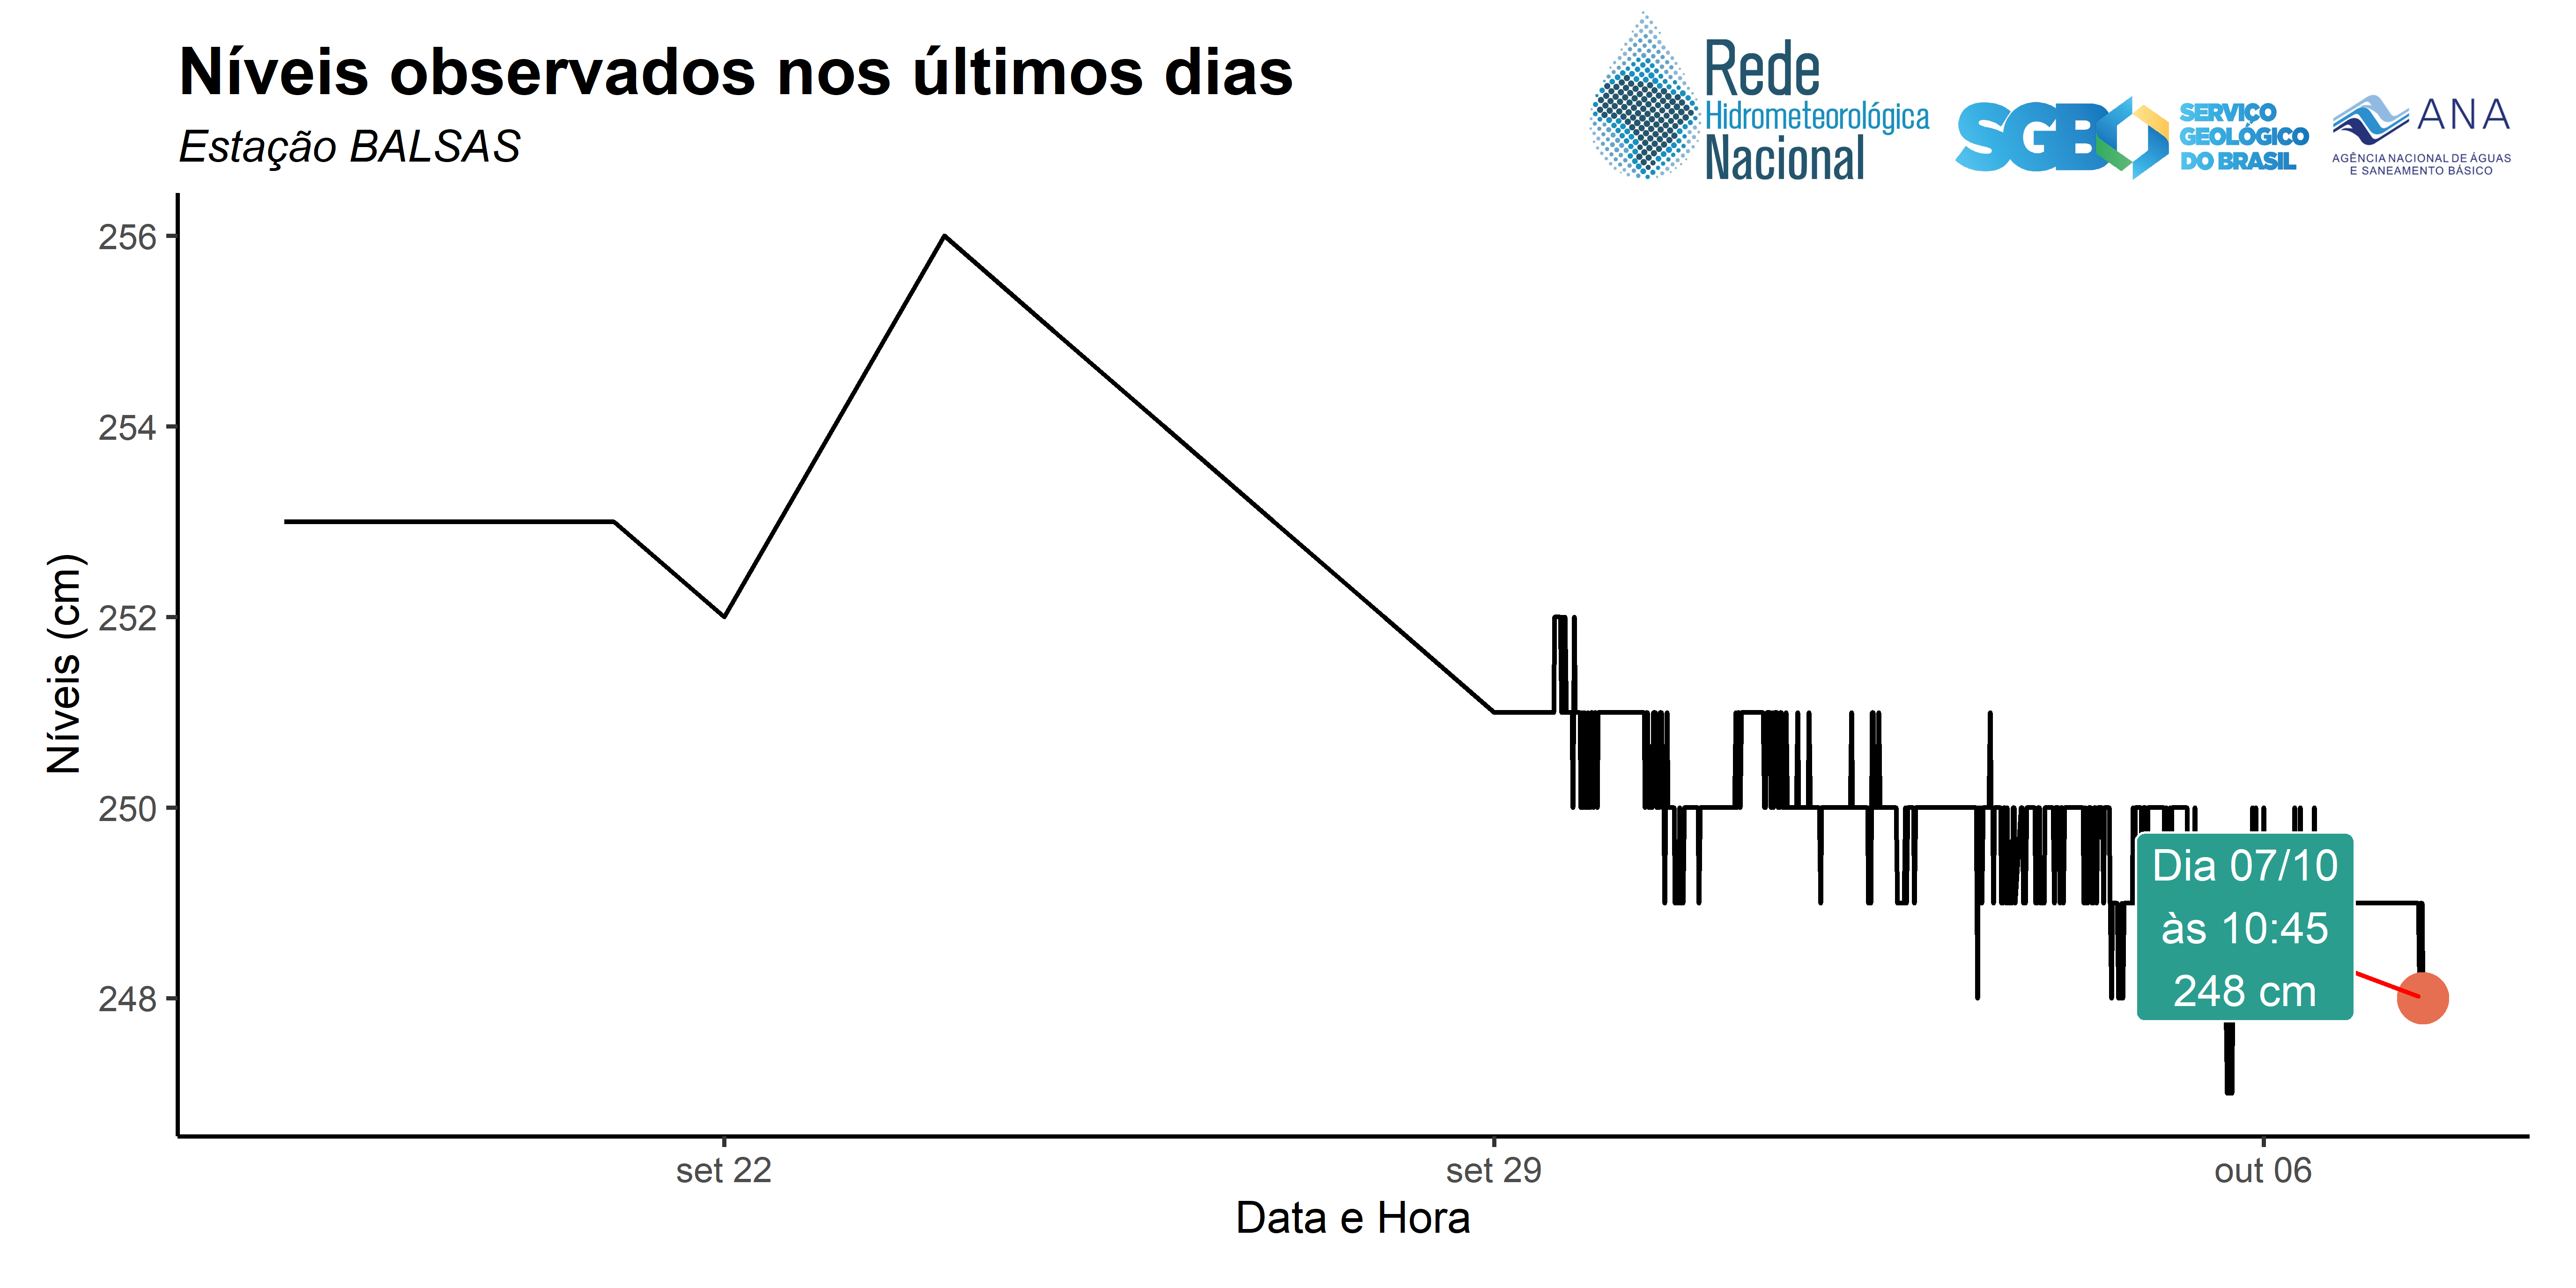 Níveis observados nos últimos dias
Estação BALSAS
Rede
Hidrometeorológica
Nacional
SGB
SERVIÇO
GEOLÓGICO
DO BRASIL
ANA
AGÊNCIA NACIONAL DE ÁGUAS
E SANEAMENTO BÁSICO
Níveis (cm)
256
254
252
250
248
Dia 07/10
às 10:45
248 cm
set 22
set 29
out 06
Data e Hora